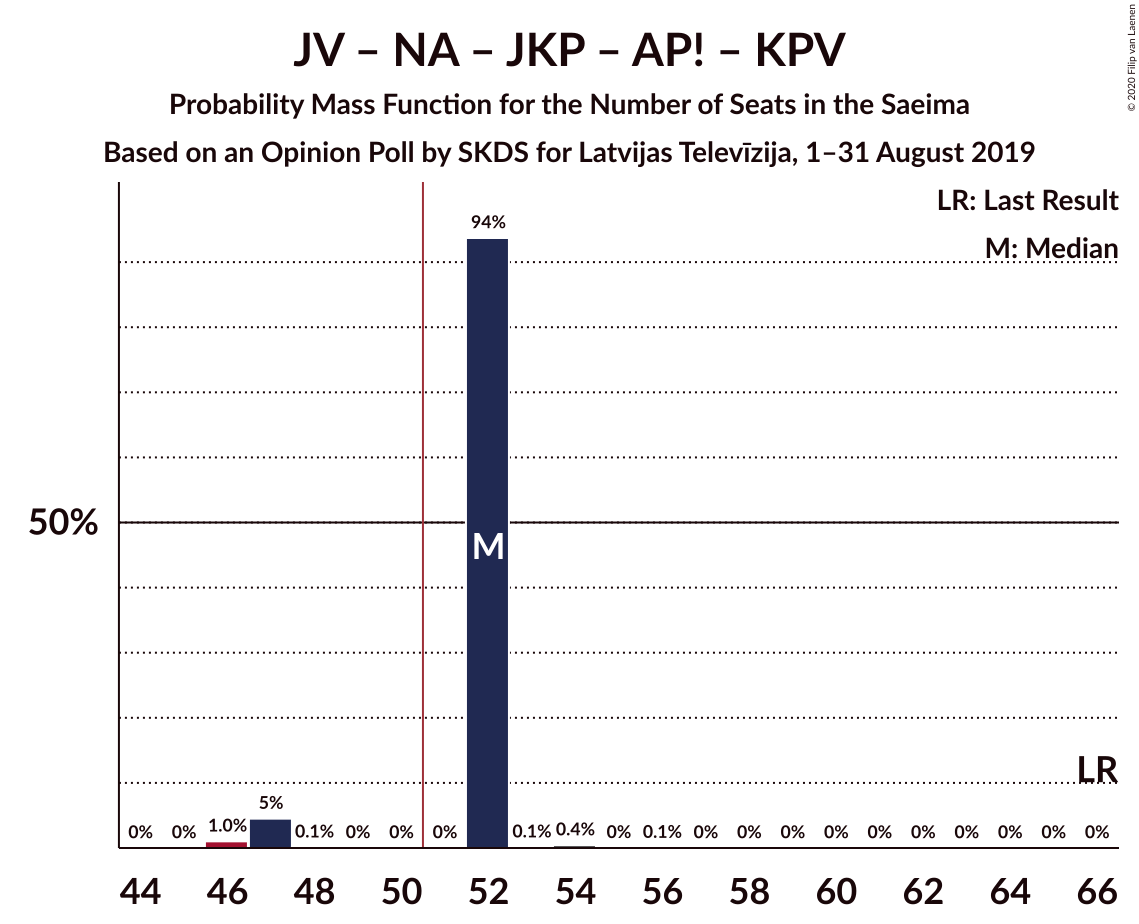 JV – NA – JKP – AP! – KPV
Probability Mass Function for the Number of Seats in the Saeima
Based on an Opinion Poll by SKDS for Latvijas Televīzija, 1–31 August 2019
© 2020 Filip van Laenen
LR: Last Result
M: Median
94%
50%
M
LR
0% 0% 1.0% 5% 0.1% 0% 0% 0% 0.1% 0.4% 0% 0.1% 0% 0% 0% 0% 0% 0% 0% 0% 0% 0%
44 46 48 50 52 54 56 58 60 62 64 66